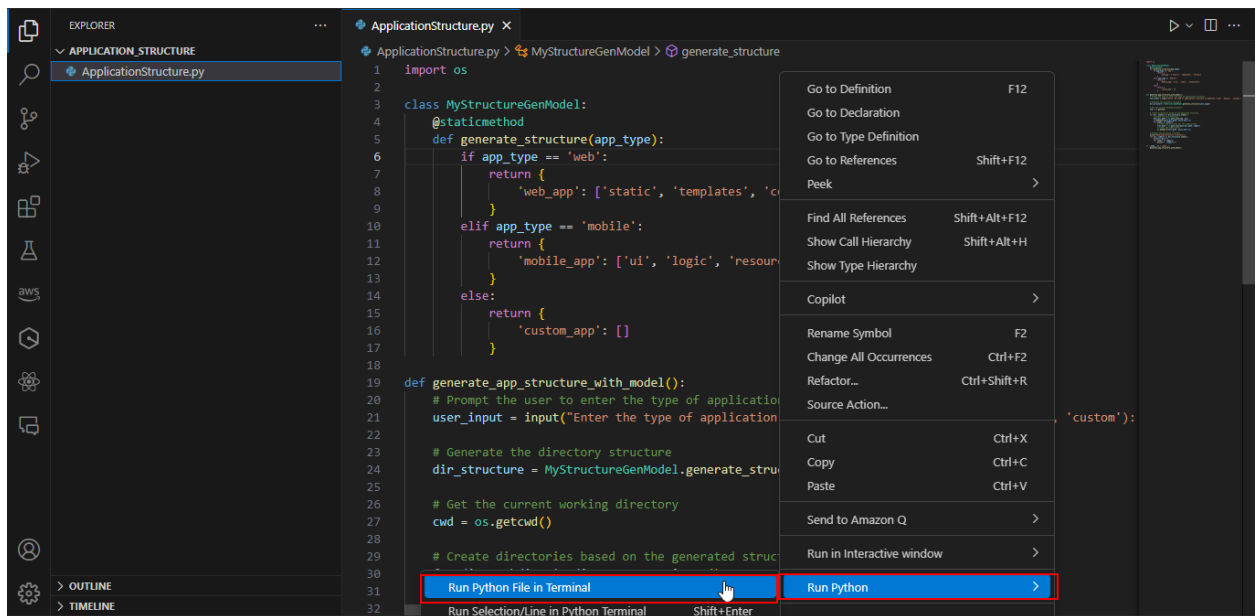 EXPLORER
APPLICATION_STRUCTURE
ApplicationStructure.py
aws
OUTLINE
TIMELINE
ApplicationStructure.py
ApplicationStructure.py > MyStructureGenModel > generate_structure
1 import os
2
3 class MyStructureGenModel:
4 @staticmethod
5 def generate_structure(app_type):
6 if app_type == 'web':
7 return {
8 'web_app': ['static', 'templates', 'c
9 }
10 elif app_type == 'mobile':
11 return {
12 'mobile_app': ['ui', 'logic', 'resour
13 }
14 else:
15 return {
16 'custom_app': []
17 }
18
19 def generate_app_structure_with_model():
20 # Prompt the user to enter the type of application
21 user_input = input("Enter the type of application , 'custom'):
22
23 # Generate the directory structure
24 dir_structure = MyStructureGenModel.generate_struc
25
26 # Get the current working directory
27 cwd = os.getcwd()
28
29 # Create directories based on the generated struc
30
31
32
Go to Definition F12
Go to Declaration
Go to Type Definition
Go to References Shift+F12
Peek
Find All References Shift+Alt+F12
Show Call Hierarchy Shift+Alt+H
Show Type Hierarchy
Copilot
Rename Symbol F2
Change All Occurrences Ctrl+F2
Refactor... Ctrl+Shift+R
Source Action...
Cut Ctrl+X
Copy Ctrl+C
Paste Ctrl+V
Send to Amazon Q
Run in Interactive window
Run Python
Run Python File in Terminal
Run Selection/Line in Python Terminal Shift+Enter